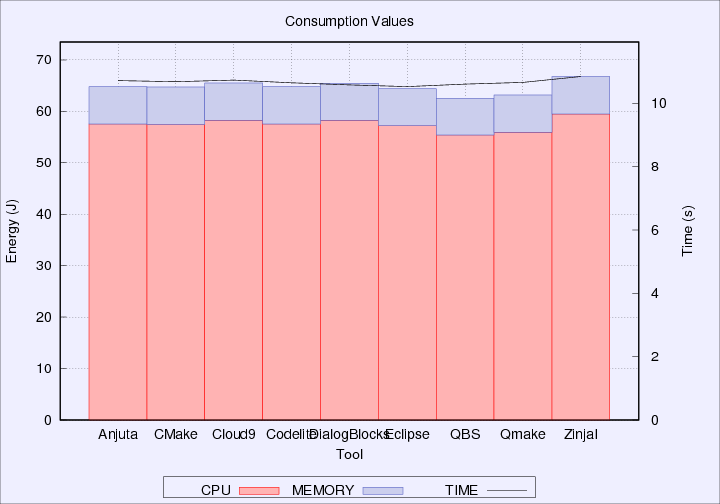 Consumption Values
70
60
50
40
30
20
10
0
Energy (J)
10
8
6
4
2
0
Time (s)
Anjuta CMake Cloud9 Codelite DialogBlocks Eclipse QBS Qmake ZinjaI
Tool
CPU MEMORY TIME